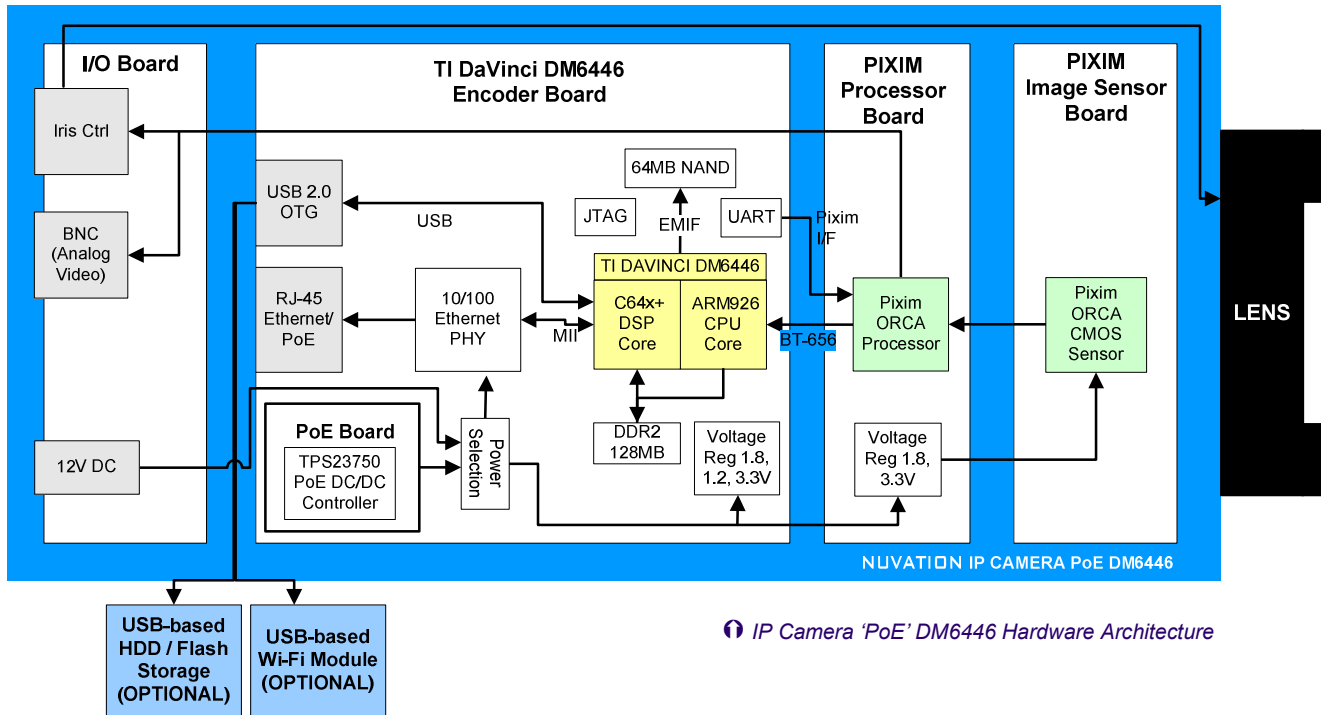 I/O Board
Iris Ctrl
BNC
(Analog
Video)
12V DC
TI DaVinci DM6446
Encoder Board
USB 2.0
OTG
USB
RJ-45
Ethernet/
PoE
10/100
Ethernet
PHY
MII
64MB NAND
JTAG
EMIF
UART
Pixim
I/F
TI DAVINCI DM6446
C64x+
DSP
Core
ARM926
CPU
Core
BT-656
DDR2
128MB
PoE Board
TPS23750
PoE DC/DC
Controller
Power
Selection
Voltage
Reg 1.8,
1.2, 3.3V
PIXIM
Processor
Board
Pixim
ORCA
Processor
Voltage
Reg 1.8,
3.3V
PIXIM
Image Sensor
Board
Pixim
ORCA
CMOS
Sensor
LENS
NUVATION IP CAMERA PoE DM6446
USB-based
HDD / Flash
Storage
(OPTIONAL)
USB-based
Wi-Fi Module
(OPTIONAL)
IP Camera ‘PoE’ DM6446 Hardware Architecture